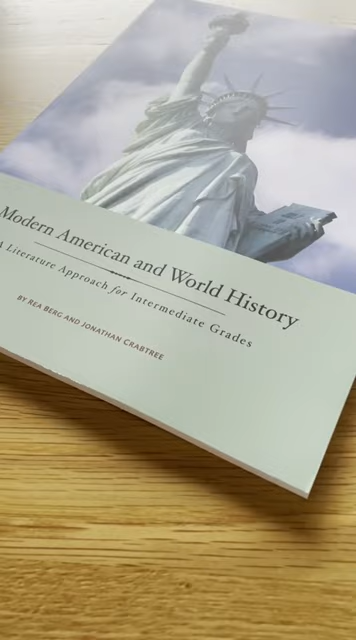 Modern American and World History
A Literature Approach for Intermediate Grades
BY REA BERG AND JONATHAN CRABTREE